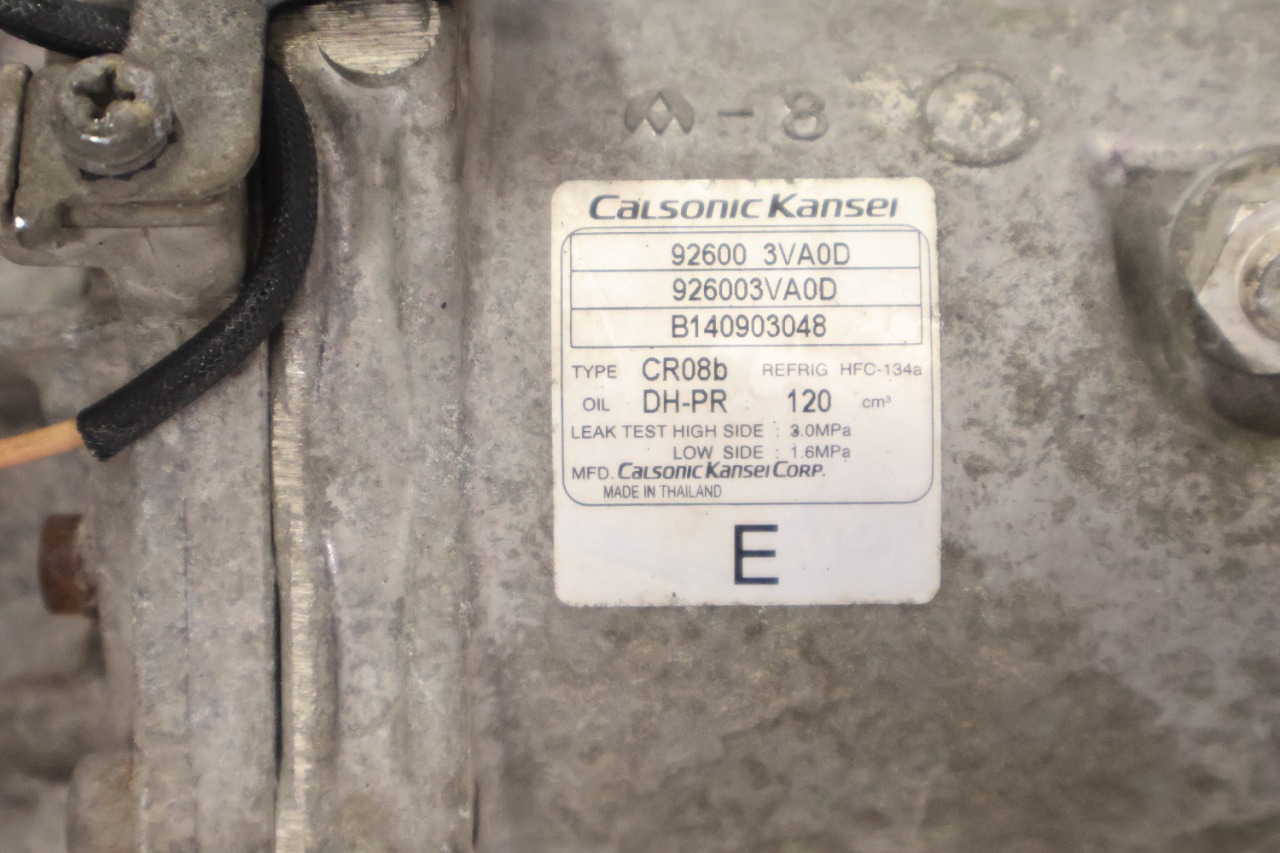 -8
Calsonic Kansei
92600 3VA0D
926003VA0D
B140903048
TYPE CR08b REFRIG HFC-134a
OIL DH-PR 120 cm³
LEAK TEST HIGH SIDE : 3.0MPa
LOW SIDE : 1.6MPa
MFD. Calsonic Kansei Corp.
MADE IN THAILAND
E